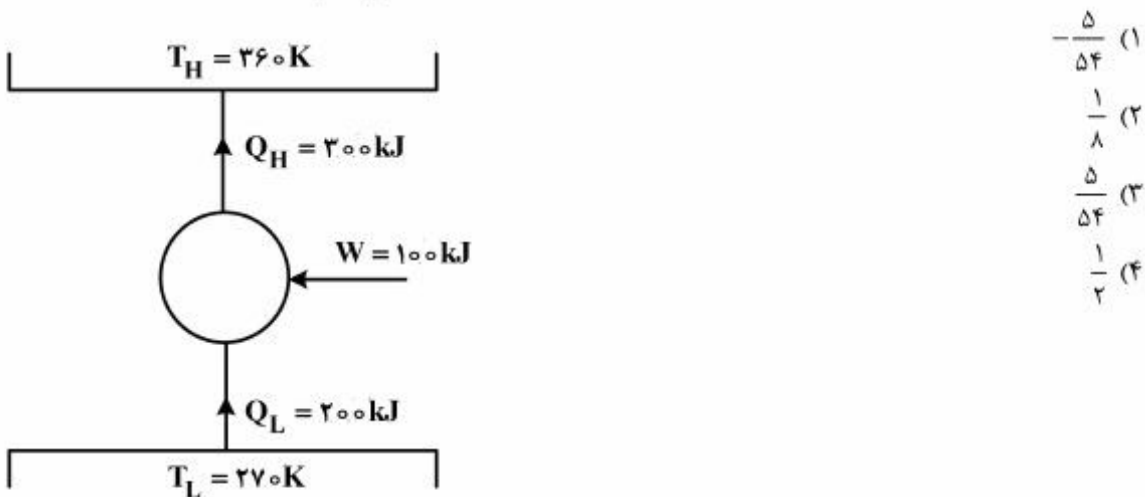 T_H = ۳۶۰K
Q_H = ۳۰۰kJ
W = ۱۰۰kJ
Q_L = ۲۰۰kJ
T_L = ۲۷۰K
۱) -۵/۵۴
۲) ۱/۸
۳) ۵/۵۴
۴) ۱/۲